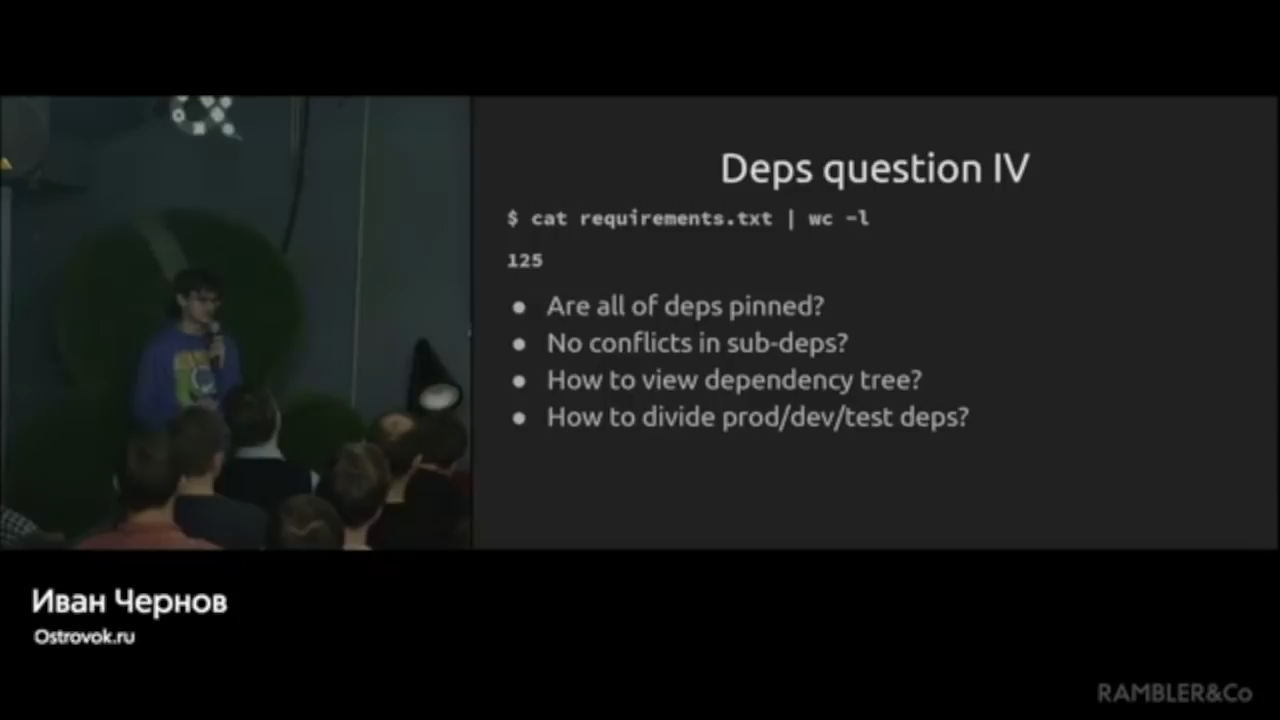 Deps question IV
$ cat requirements.txt | wc -l
125
● Are all of deps pinned?
● No conflicts in sub-deps?
● How to view dependency tree?
● How to divide prod/dev/test deps?
Иван Чернов
Ostrovok.ru
RAMBLER&Co